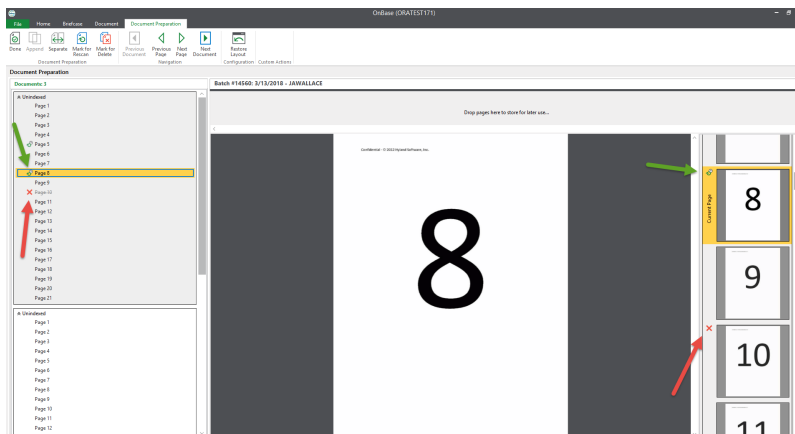 OnBase (ORATEST171)
File Home Briefcase Document Document Preparation
Done Append Separate Mark for Rescan Mark for Delete Previous Document Previous Page Next Page Next Document Restore Layout
Document Preparation Navigation Configuration Custom Actions
Document Preparation
Documents: 3
Batch #14560: 3/13/2018 - JAWALLACE
Unindexed
Page 1
Page 2
Page 3
Page 4
Page 5
Page 6
Page 7
Page 8
Page 9
Page 10
Page 11
Page 12
Page 13
Page 14
Page 15
Page 16
Page 17
Page 18
Page 19
Page 20
Page 21
Unindexed
Page 1
Page 2
Page 3
Page 4
Page 5
Page 6
Page 7
Page 8
Page 9
Page 10
Page 11
Page 12
Drop pages here to store for later use...
8
Current Page
8
9
10
11